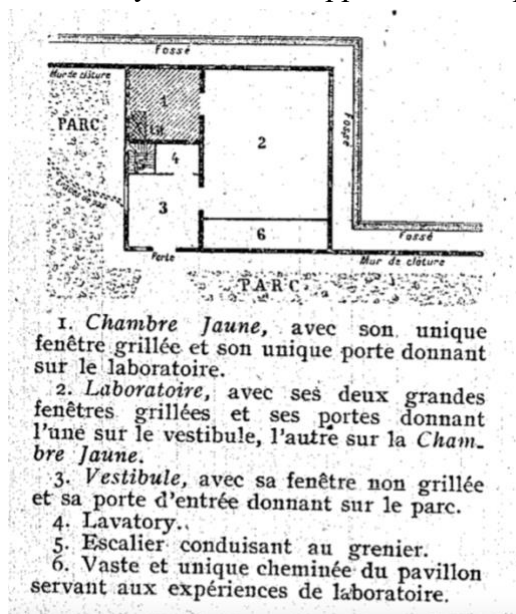 Fossé
Mur de clôture
1
PARC
Lit
2
4
5
Fossé
3
6
Fossé
Porte
Mur de clôture
PARC
1. Chambre Jaune, avec son unique
fenêtre grillée et son unique porte donnant
sur le laboratoire.
2. Laboratoire, avec ses deux grandes
fenêtres grillées et ses portes donnant
l'une sur le vestibule, l'autre sur la Cham-
bre Jaune.
3. Vestibule, avec sa fenêtre non grillée
et sa porte d'entrée donnant sur le parc.
4. Lavatory..
5. Escalier conduisant au grenier.
6. Vaste et unique cheminée du pavillon
servant aux expériences de laboratoire.